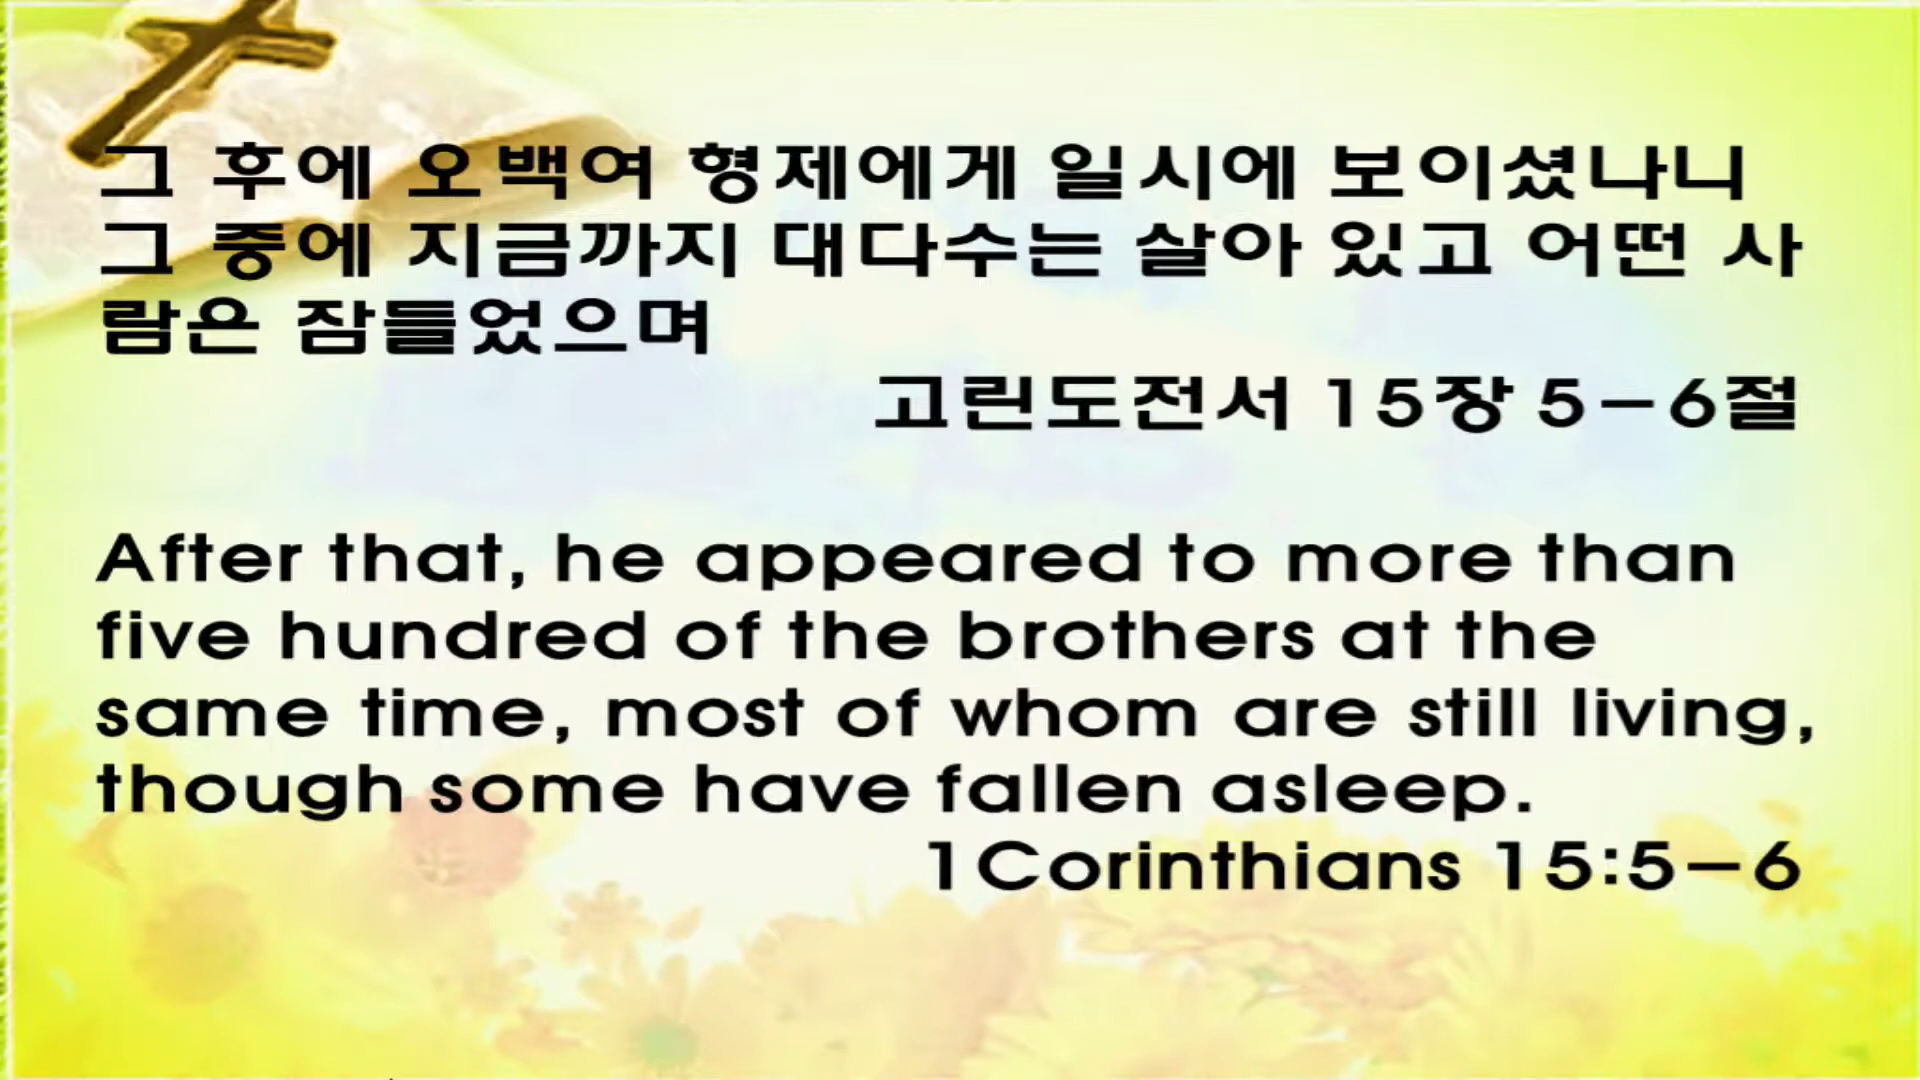 그 후에 오백여 형제에게 일시에 보이셨나니
그 중에 지금까지 대다수는 살아 있고 어떤 사
람은 잠들었으며
고린도전서 15장 5-6절
After that, he appeared to more than
five hundred of the brothers at the
same time, most of whom are still living,
though some have fallen asleep.
1Corinthians 15:5-6